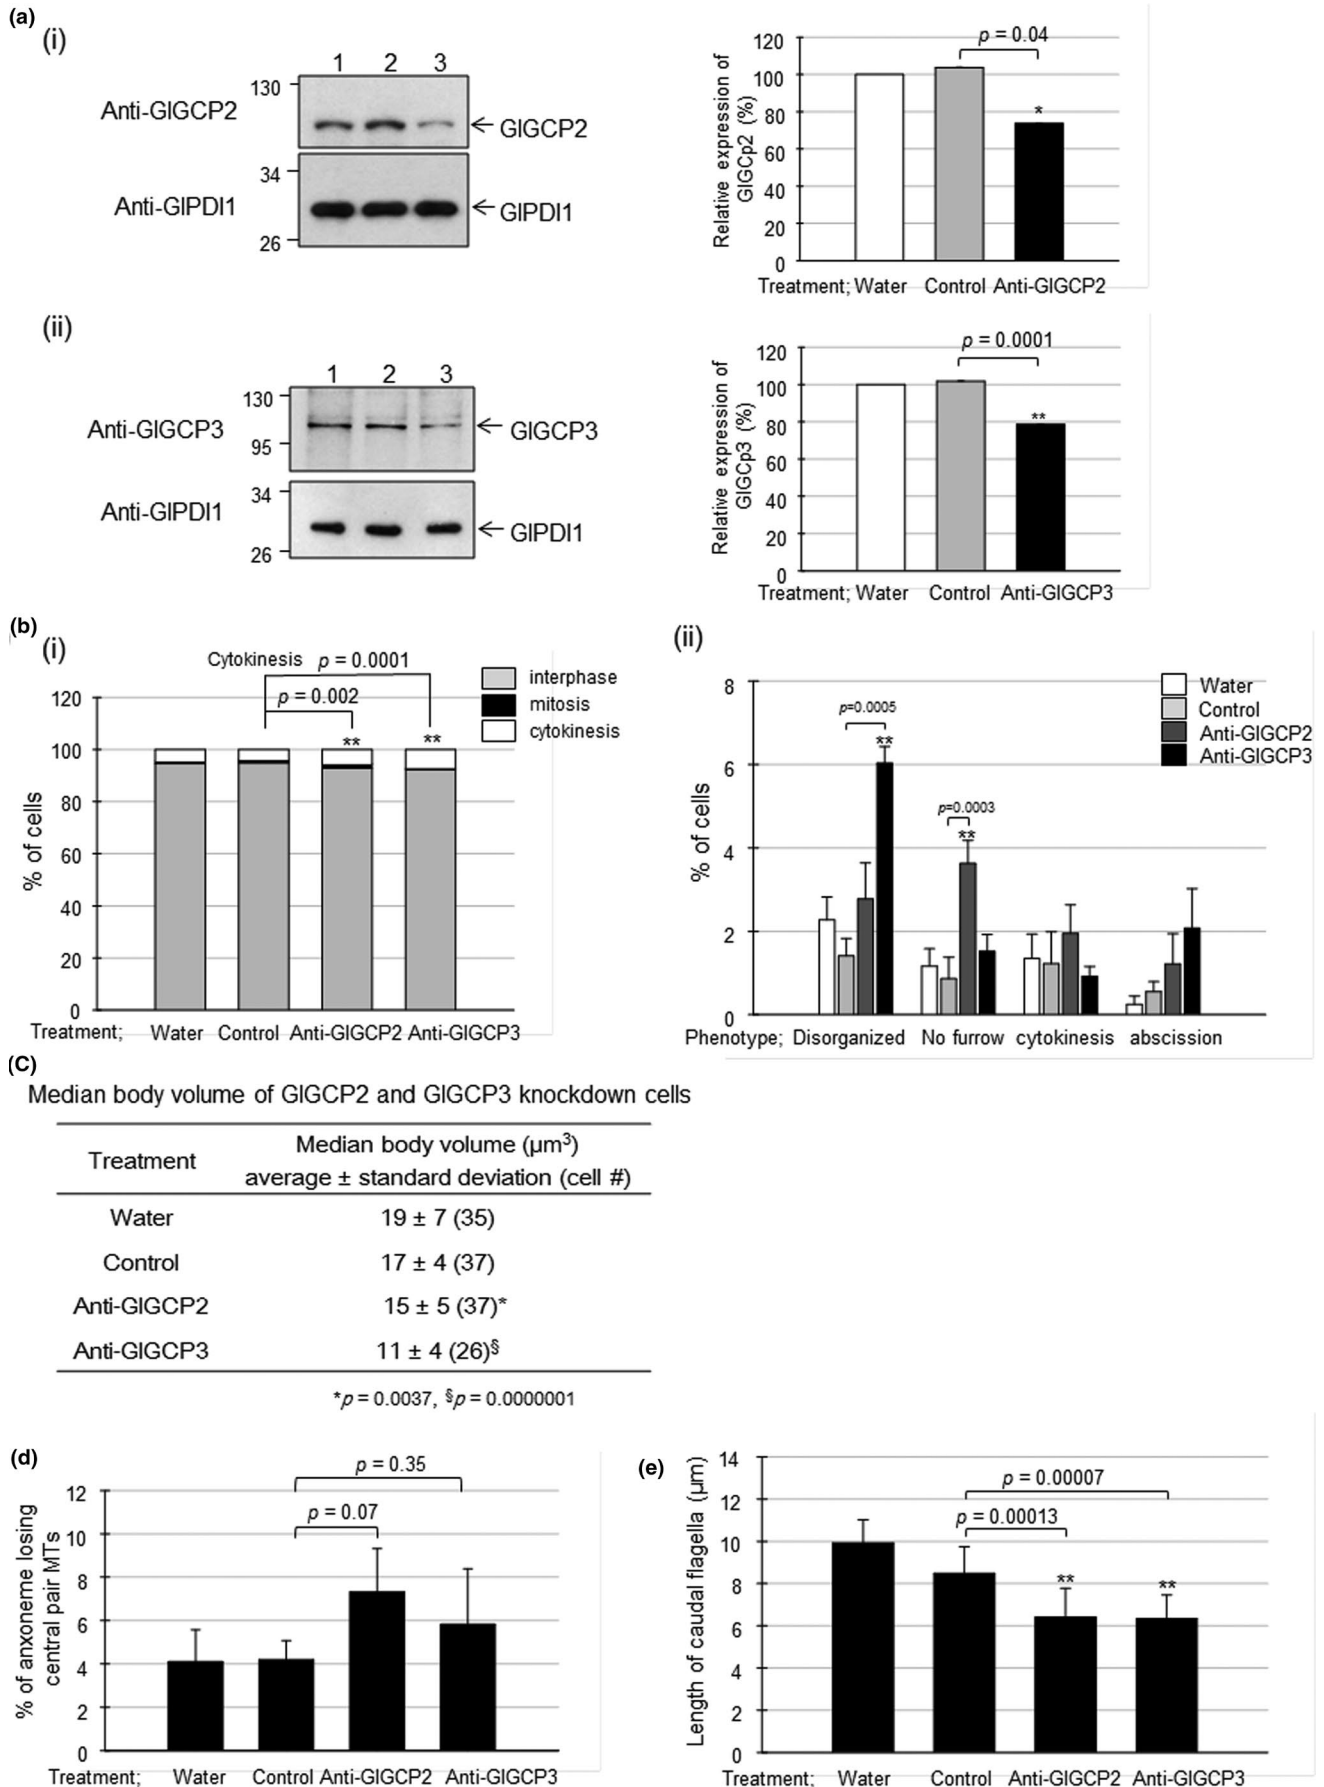 (a)
(i)
1 2 3
130
Anti-GlGCP2
GlGCP2
34
Anti-GlPDI1
GlPDI1
26
p = 0.04
*
120
100
80
60
40
20
0
Relative expression of
GlGCp2 (%)
Treatment; Water Control Anti-GlGCP2
(ii)
1 2 3
130
Anti-GlGCP3
GlGCP3
95
34
Anti-GlPDI1
GlPDI1
26
p = 0.0001
**
120
100
80
60
40
20
0
Relative expression of
GlGCp3 (%)
Treatment; Water Control Anti-GlGCP3
(b)
(i)
Cytokinesis p = 0.0001
p = 0.002
** **
interphase
mitosis
cytokinesis
120
100
80
60
40
20
0
% of cells
Treatment; Water Control Anti-GlGCP2 Anti-GlGCP3
(ii)
Water
Control
Anti-GlGCP2
Anti-GlGCP3
p=0.0005
**
p=0.0003
**
8
6
4
2
0
% of cells
Phenotype; Disorganized No furrow cytokinesis abscission
(C)
Median body volume of GlGCP2 and GlGCP3 knockdown cells
Treatment
Median body volume (µm³)
average ± standard deviation (cell #)
Water 19 ± 7 (35)
Control 17 ± 4 (37)
Anti-GlGCP2 15 ± 5 (37)*
Anti-GlGCP3 11 ± 4 (26)§
*p = 0.0037, §p = 0.0000001
(d)
p = 0.35
p = 0.07
12
10
8
6
4
2
0
% of anxoneme losing
central pair MTs
Treatment; Water Control Anti-GlGCP2 Anti-GlGCP3
(e)
p = 0.00007
p = 0.00013
** **
14
12
10
8
6
4
2
0
Length of caudal flagella (µm)
Treatment; Water Control Anti-GlGCP2 Anti-GlGCP3